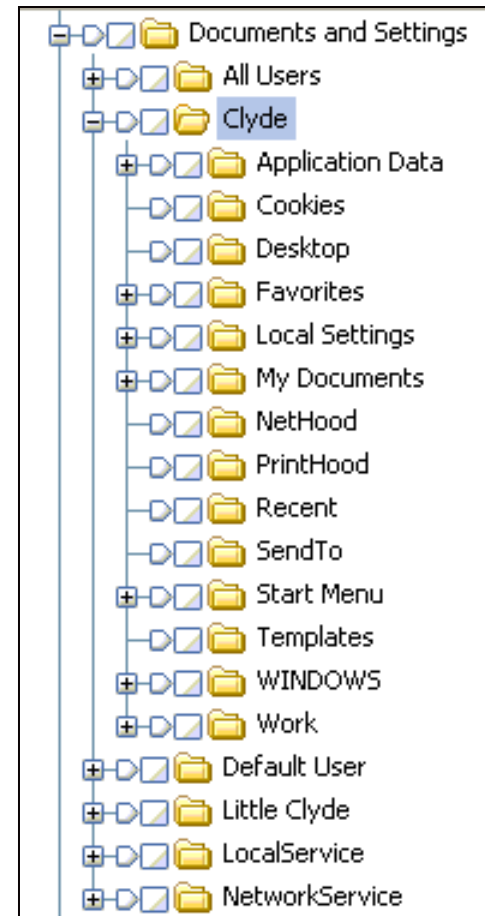 Documents and Settings
All Users
Clyde
Application Data
Cookies
Desktop
Favorites
Local Settings
My Documents
NetHood
PrintHood
Recent
SendTo
Start Menu
Templates
WINDOWS
Work
Default User
Little Clyde
LocalService
NetworkService